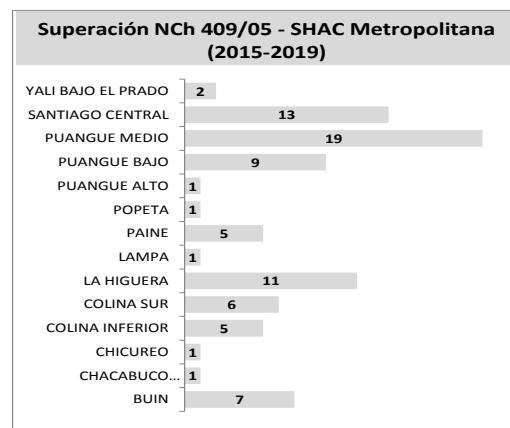 Superación NCh 409/05 - SHAC Metropolitana
(2015-2019)
YALI BAJO EL PRADO 2
SANTIAGO CENTRAL 13
PUANGUE MEDIO 19
PUANGUE BAJO 9
PUANGUE ALTO 1
POPETA 1
PAINE 5
LAMPA 1
LA HIGUERA 11
COLINA SUR 6
COLINA INFERIOR 5
CHICUREO 1
CHACABUCO... 1
BUIN 7